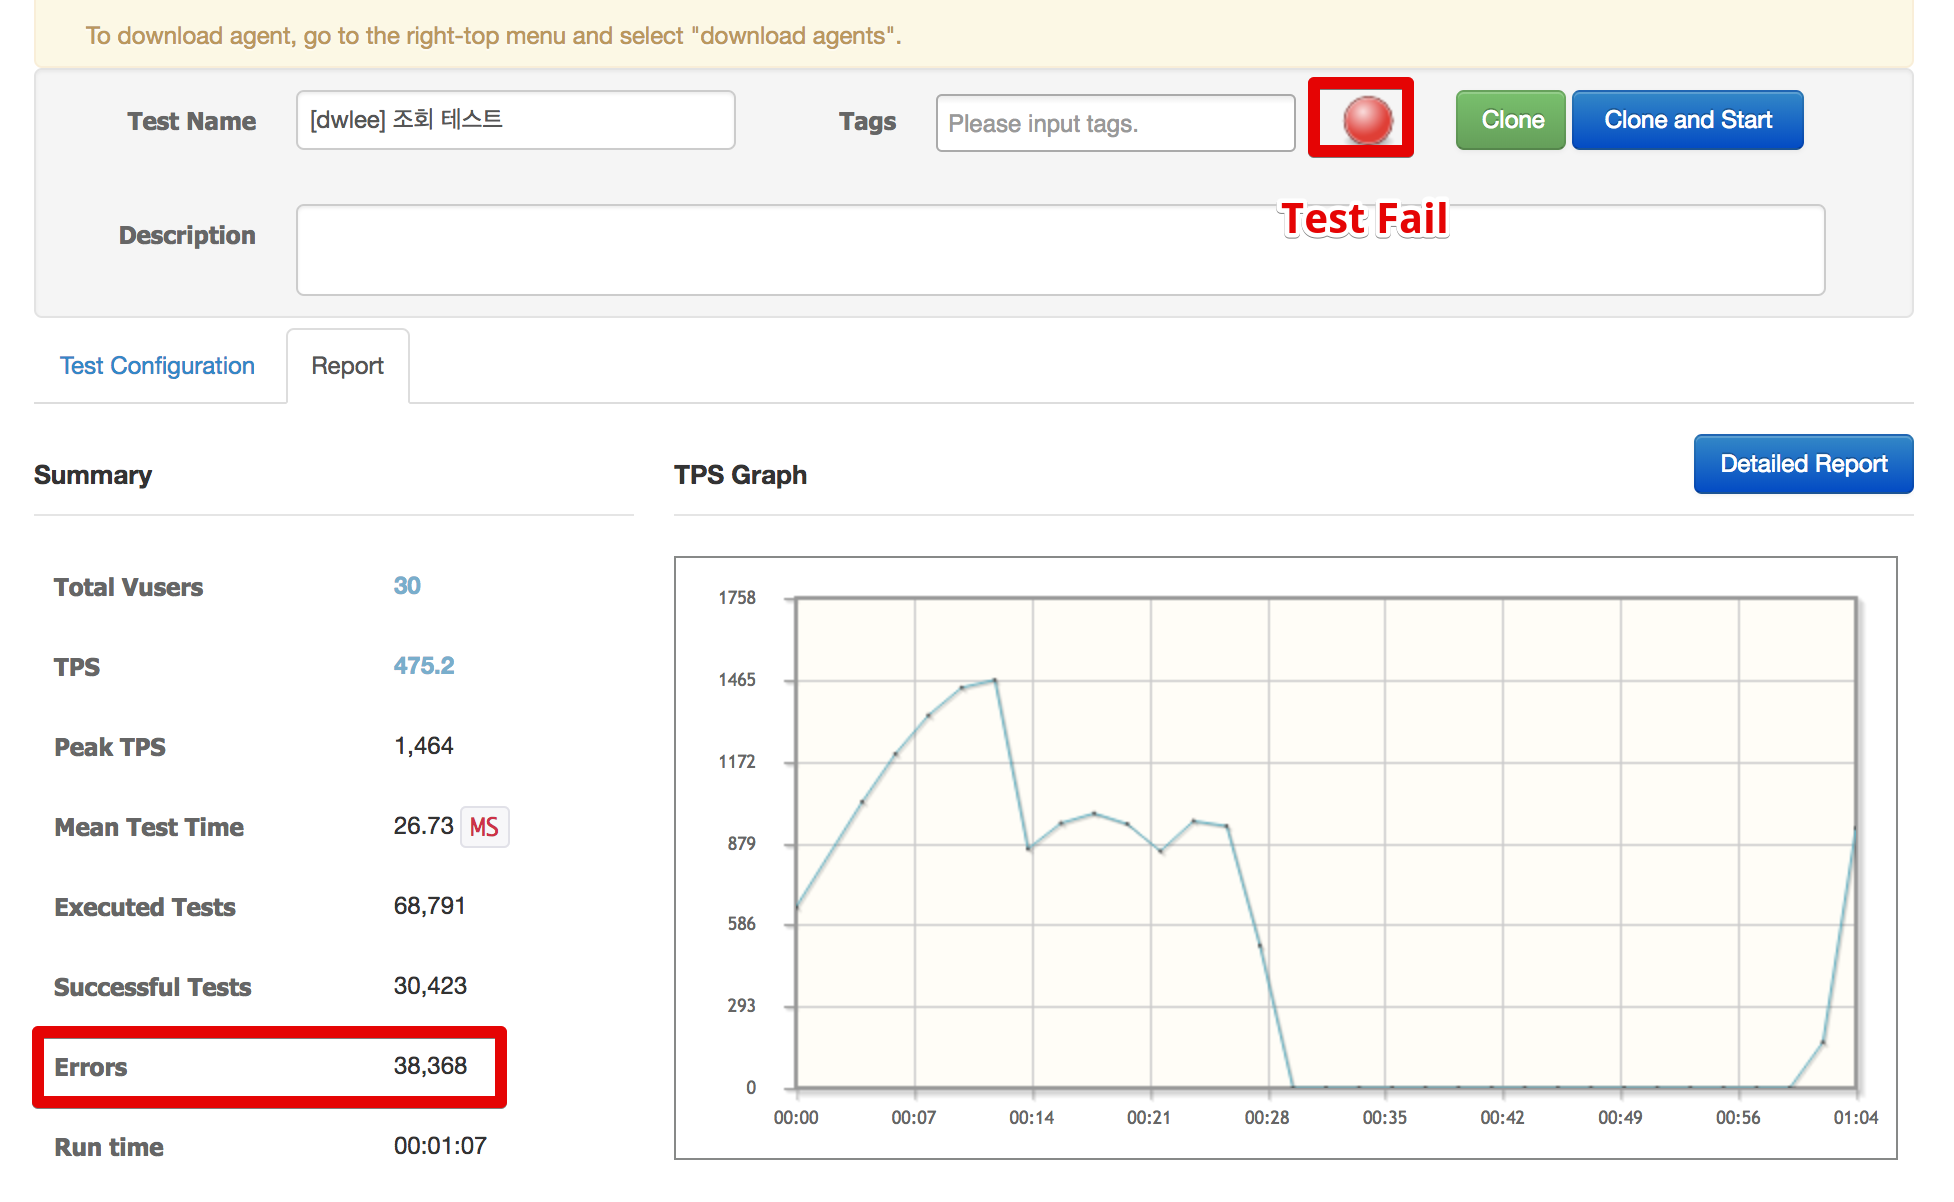 To download agent, go to the right-top menu and select "download agents".
Test Name [dwlee] 조회 테스트 Tags Please input tags. Clone Clone and Start
Test Fail
Description
Test Configuration Report
Summary TPS Graph Detailed Report
Total Vusers 30
TPS 475.2
Peak TPS 1,464
Mean Test Time 26.73 MS
Executed Tests 68,791
Successful Tests 30,423
Errors 38,368
Run time 00:01:07
1758
1465
1172
879
586
293
0
00:00 00:07 00:14 00:21 00:28 00:35 00:42 00:49 00:56 01:04